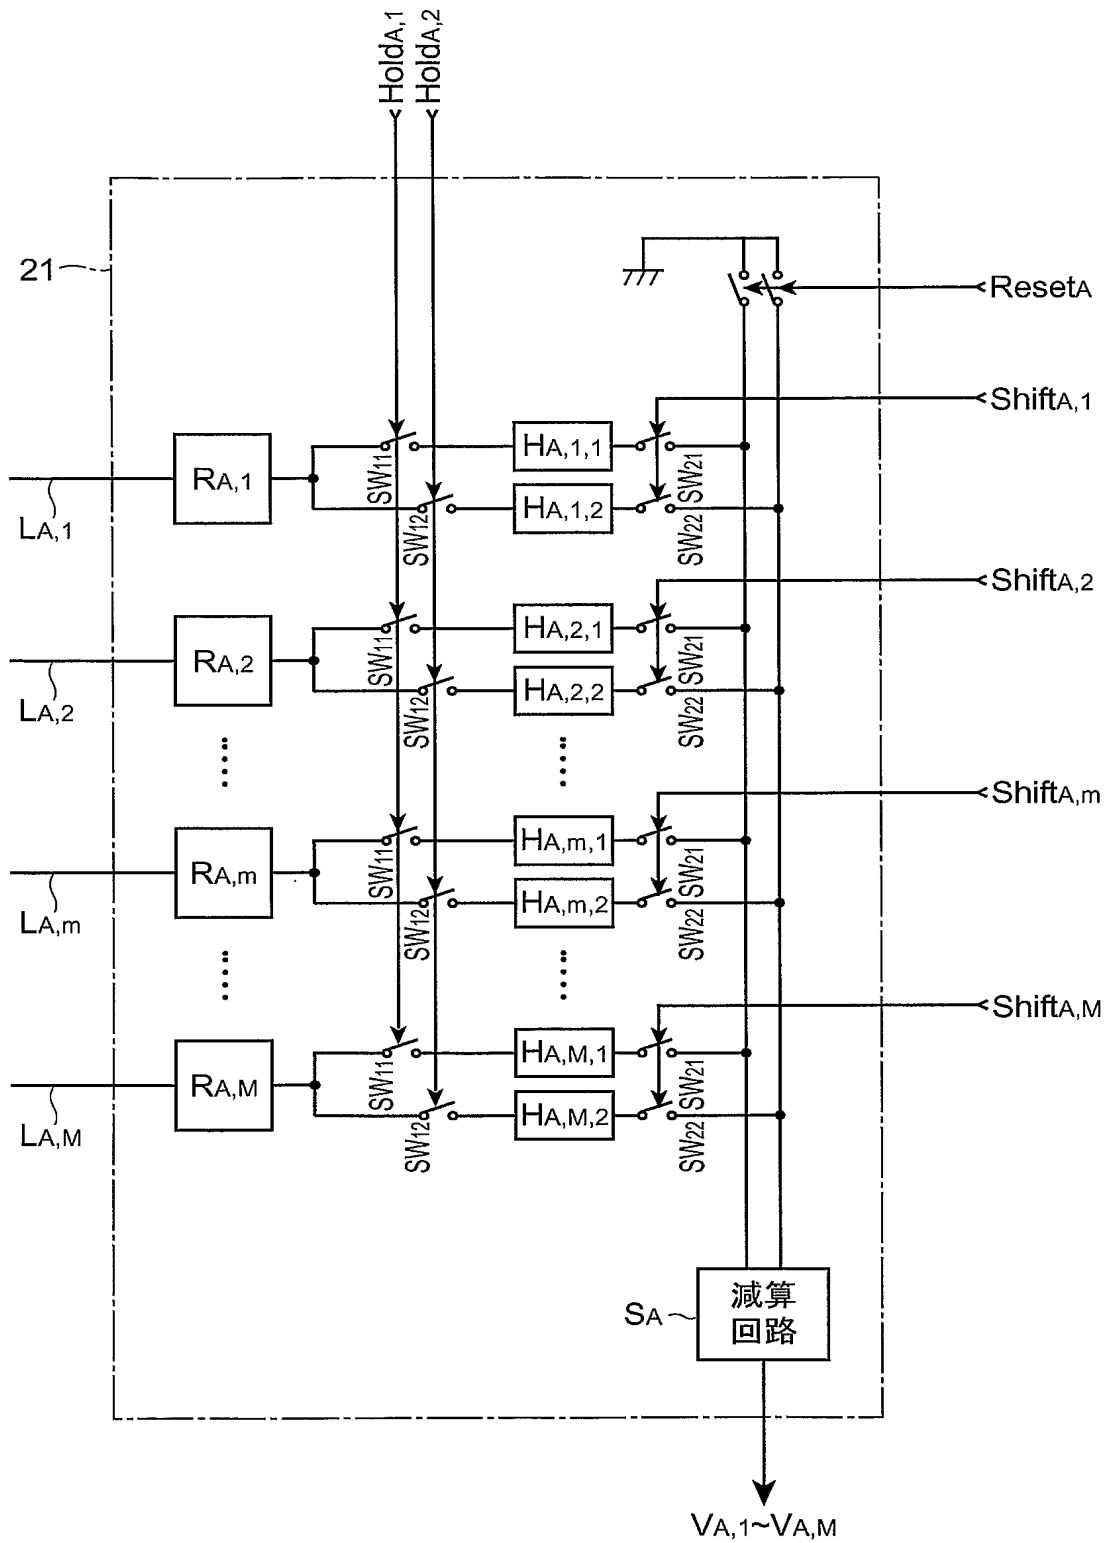 HoldA,1
HoldA,2
21
ResetA
ShiftA,1
RA,1
SW11
HA,1,1
SW21
LA,1
SW12
HA,1,2
SW22
ShiftA,2
RA,2
SW11
HA,2,1
SW21
LA,2
SW12
HA,2,2
SW22
ShiftA,m
RA,m
SW11
HA,m,1
SW21
LA,m
SW12
HA,m,2
SW22
ShiftA,M
RA,M
SW11
HA,M,1
SW21
LA,M
SW12
HA,M,2
SW22
SA
減算
回路
VA,1~VA,M